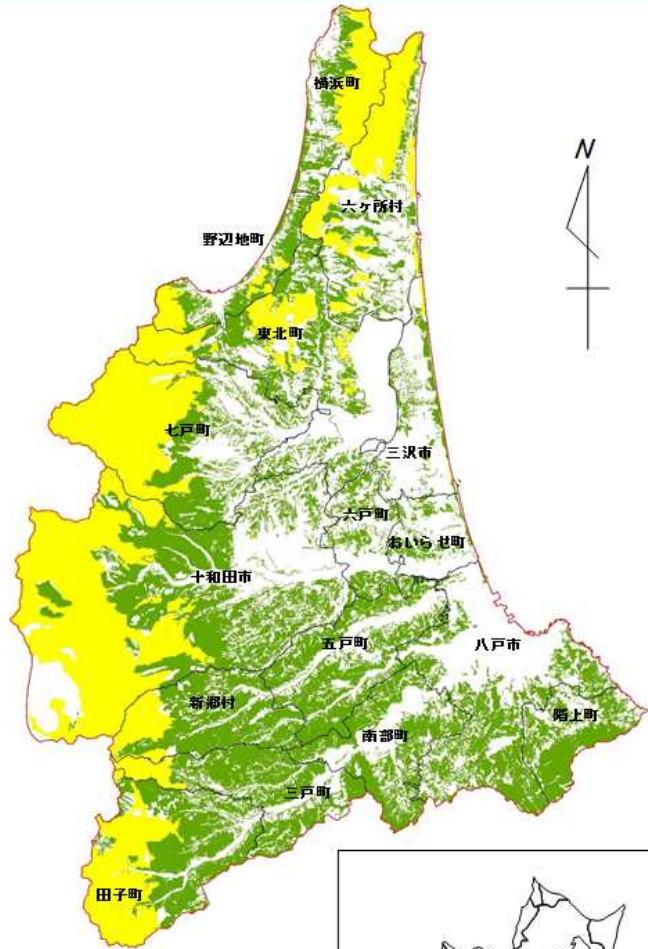 横浜町
N
六ヶ所村
野辺地町
東北町
七戸町
三沢市
六戸町
おいらせ町
十和田市
五戸町
八戸市
新郷村
階上町
南部町
三戸町
田子町